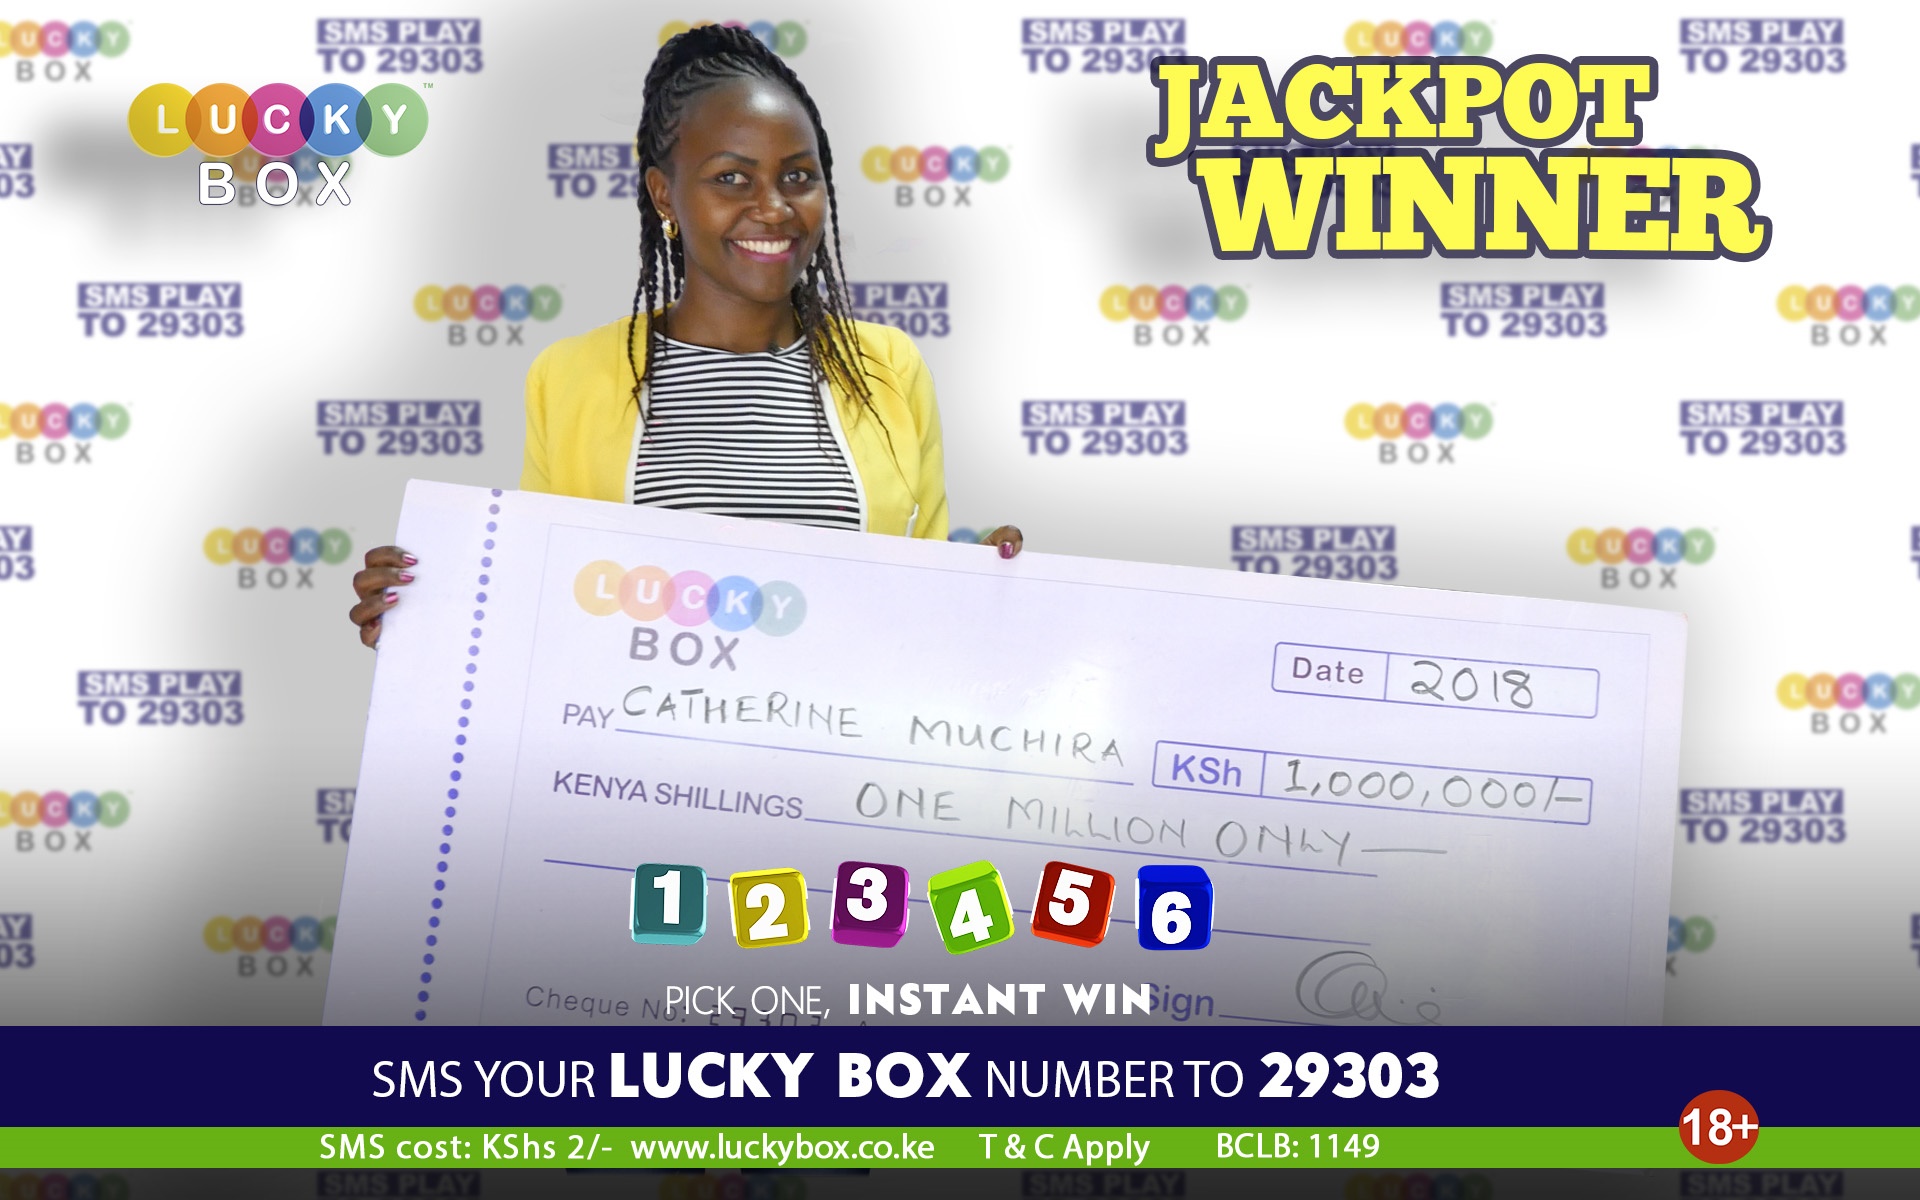 LUCKY
BOX
JACKPOT
WINNER
SMS PLAY
TO 29303
LUCKY
BOX
Date 2018
PAY CATHERINE MUCHIRA
KSh 1,000,000/-
KENYA SHILLINGS ONE MILLION ONLY
1 2 3 4 5 6
Cheque No:
Sign
PICK ONE, INSTANT WIN
SMS YOUR LUCKY BOX NUMBER TO 29303
SMS cost: KShs 2/- www.luckybox.co.ke T & C Apply BCLB: 1149
18+